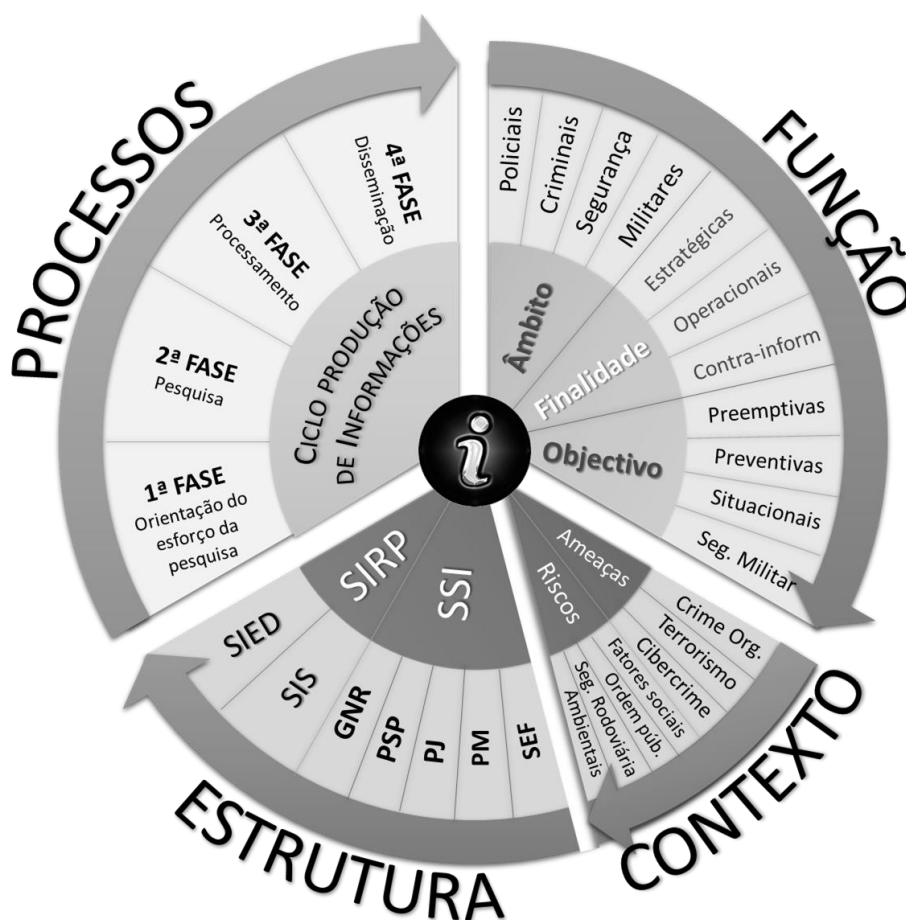 PROCESSOS
4ª FASE
Disseminação
3ª FASE
Processamento
2ª FASE
Pesquisa
1ª FASE
Orientação do
esforço da
pesquisa
CICLO PRODUÇÃO
DE INFORMAÇÕES
FUNÇÃO
Policiais
Criminais
Segurança
Militares
Estratégicas
Operacionais
Contra-inform
Preemptivas
Preventivas
Situacionais
Seg. Militar
Âmbito
Finalidade
Objectivo
i
CONTEXTO
Ameaças
Riscos
Crime Org.
Terrorismo
Cibercrime
Fatores sociais
Ordem púb.
Seg. Rodoviária
Ambientais
ESTRUTURA
SIRP
SSI
SIED
SIS
GNR
PSP
PJ
PM
SEF